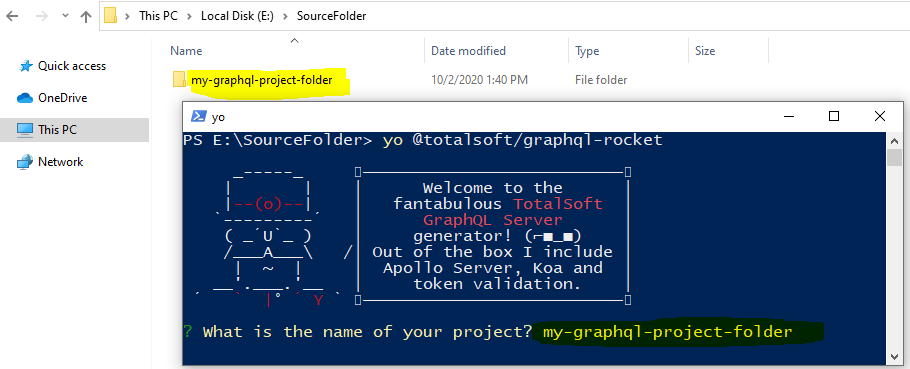 This PC > Local Disk (E:) > SourceFolder
Name Date modified Type Size
Quick access
my-graphql-project-folder 10/2/2020 1:40 PM File folder
OneDrive
This PC
Network
yo
PS E:\SourceFolder> yo @totalsoft/graphql-rocket
Welcome to the
fantabulous TotalSoft
GraphQL Server
generator! (⌐■_■)
Out of the box I include
Apollo Server, Koa and
token validation.
? What is the name of your project? my-graphql-project-folder